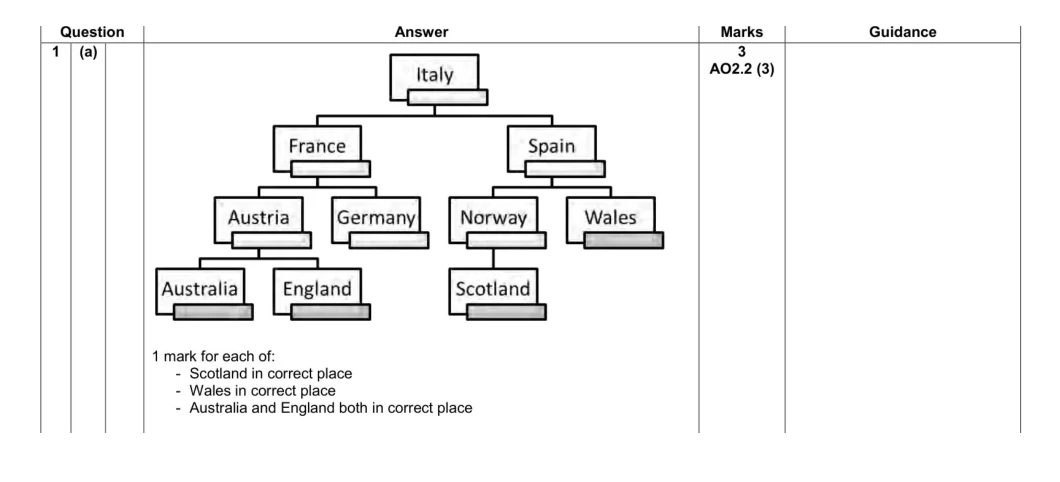 Question Answer Marks Guidance
1 (a) 3
AO2.2 (3)
Italy
France Spain
Austria Germany Norway Wales
Australia England Scotland
1 mark for each of:
- Scotland in correct place
- Wales in correct place
- Australia and England both in correct place